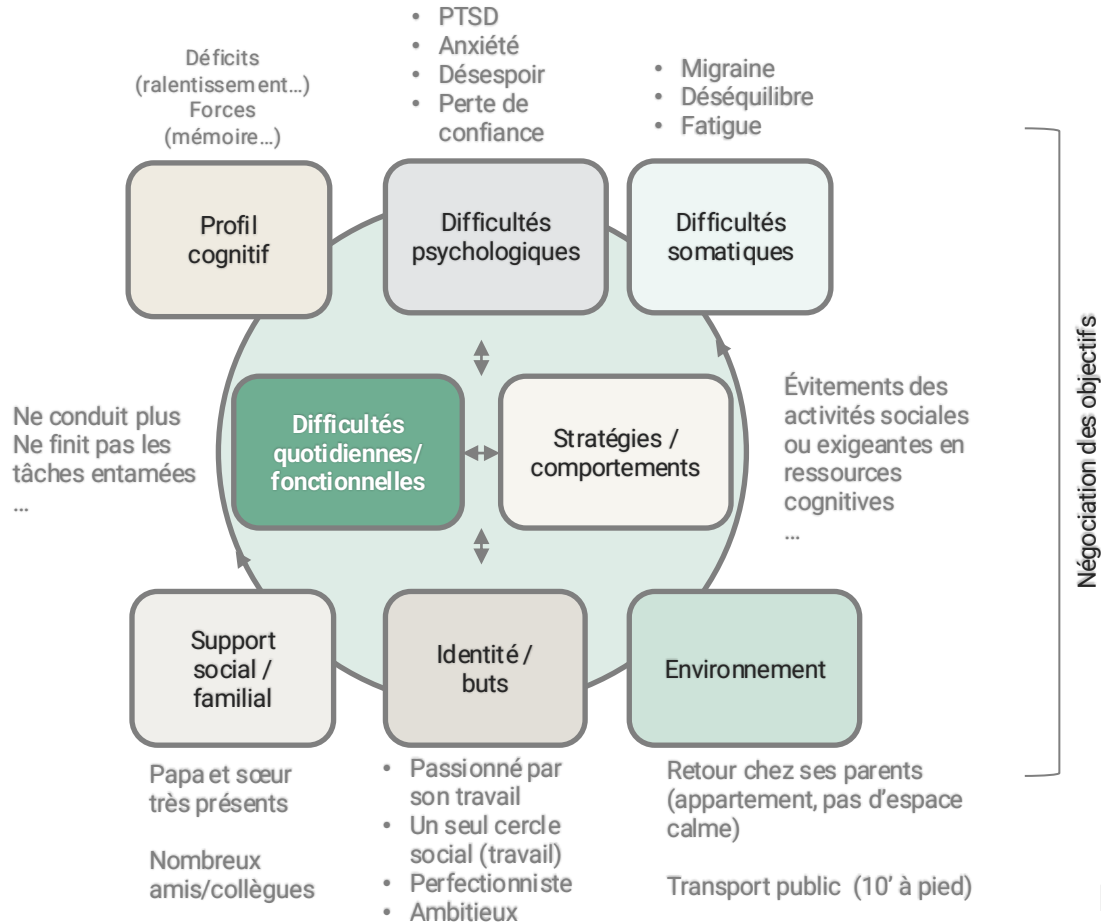 Déficits
(ralentissement…)
Forces
(mémoire…)
• PTSD
• Anxiété
• Désespoir
• Perte de
confiance
• Migraine
• Déséquilibre
• Fatigue
Profil
cognitif
Difficultés
psychologiques
Difficultés
somatiques
Ne conduit plus
Ne finit pas les
tâches entamées
…
Difficultés
quotidiennes/
fonctionnelles
Stratégies /
comportements
Évitements des
activités sociales
ou exigeantes en
ressources
cognitives
…
Négociation des objectifs
Support
social /
familial
Identité /
buts
Environnement
Papa et sœur
très présents
Nombreux
amis/collègues
• Passionné par
son travail
• Un seul cercle
social (travail)
• Perfectionniste
• Ambitieux
Retour chez ses parents
(appartement, pas d’espace
calme)
Transport public (10’ à pied)